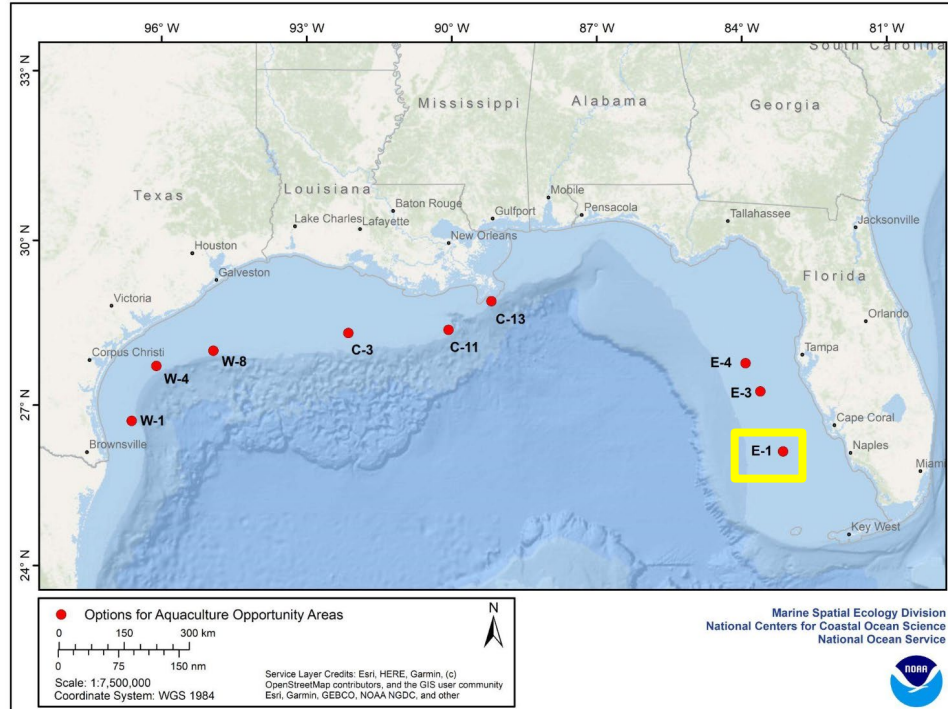 96° W 93° W 90° W 87° W 84° W 81° W
33° N
30° N
27° N
24° N
South Carolina
Mississippi
Alabama
Georgia
Texas
Louisiana
Florida
Baton Rouge
Mobile
Lake Charles
Lafayette
Gulfport
Pensacola
Tallahassee
Jacksonville
New Orleans
Houston
Galveston
Victoria
Orlando
Corpus Christi
Tampa
Cape Coral
Brownsville
Naples
Miami
Key West
C-13
C-3
C-11
W-8
W-4
W-1
E-4
E-3
E-1
Options for Aquaculture Opportunity Areas
N
0 150 300 km
0 75 150 nm
Scale: 1:7,500,000
Coordinate System: WGS 1984
Service Layer Credits: Esri, HERE, Garmin, (c)
OpenStreetMap contributors, and the GIS user community
Esri, Garmin, GEBCO, NOAA NGDC, and other
Marine Spatial Ecology Division
National Centers for Coastal Ocean Science
National Ocean Service
NOAA